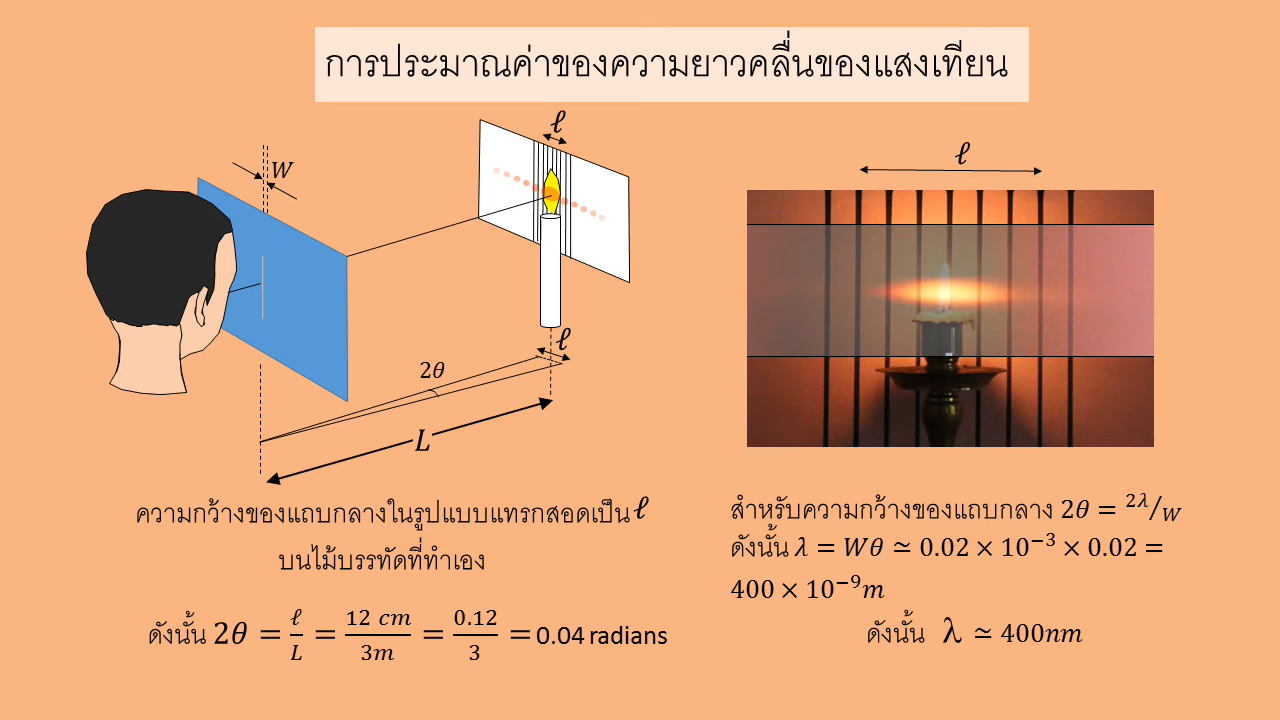 การประมาณค่าของความยาวคลื่นของแสงเทียน
ℓ
W
ℓ
ℓ
2θ
L
ความกว้างของแถบกลางในรูปแบบแทรกสอดเป็น ℓ
บนไม้บรรทัดที่ทำเอง
ดังนั้น 2θ = ℓ/L = 12 cm/3m = 0.12/3 = 0.04 radians
สำหรับความกว้างของแถบกลาง 2θ = 2λ/W
ดังนั้น λ = Wθ ≃ 0.02 × 10⁻³ × 0.02 =
400 × 10⁻⁹m
ดังนั้น λ ≃ 400nm